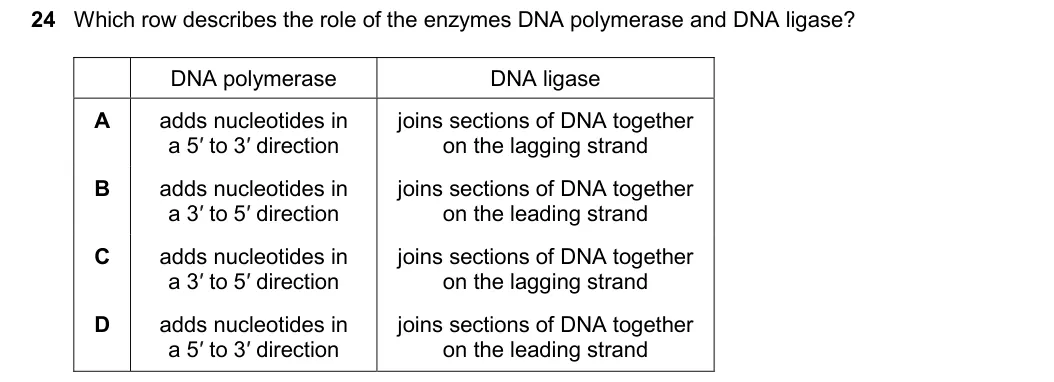 24 Which row describes the role of the enzymes DNA polymerase and DNA ligase?
DNA polymerase DNA ligase
A adds nucleotides in joins sections of DNA together
a 5′ to 3′ direction on the lagging strand
B adds nucleotides in joins sections of DNA together
a 3′ to 5′ direction on the leading strand
C adds nucleotides in joins sections of DNA together
a 3′ to 5′ direction on the lagging strand
D adds nucleotides in joins sections of DNA together
a 5′ to 3′ direction on the leading strand